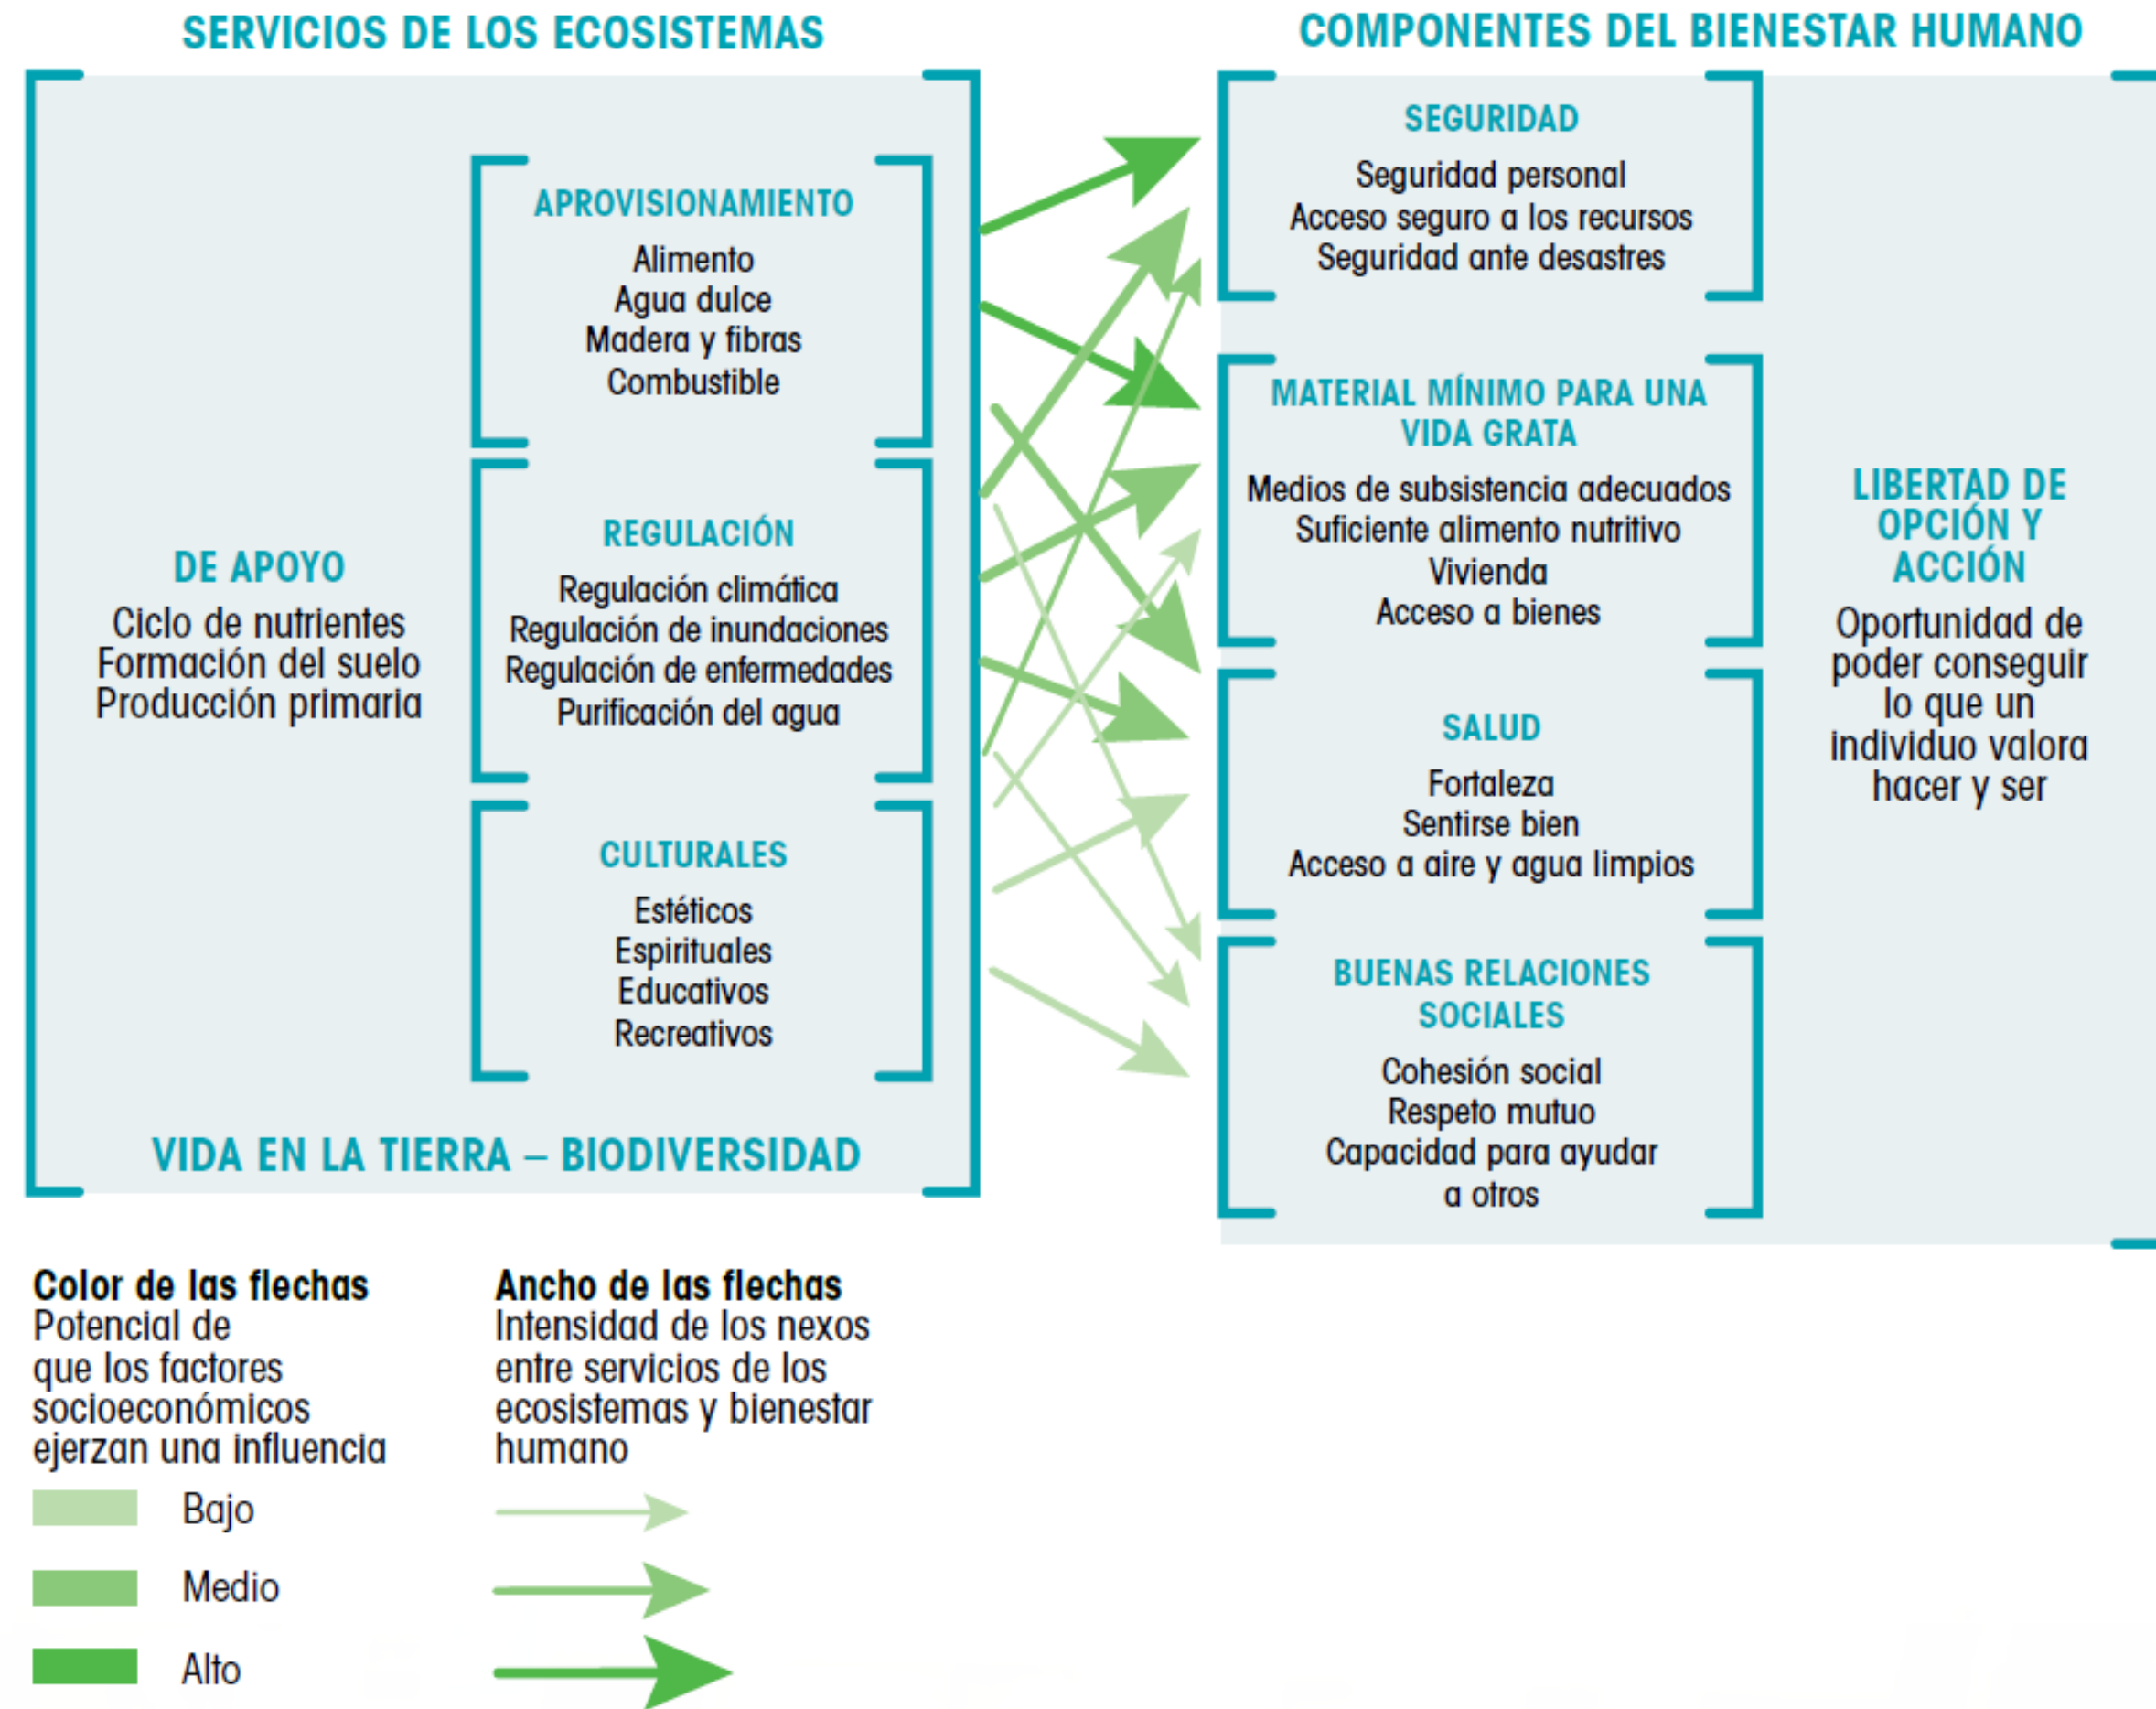 SERVICIOS DE LOS ECOSISTEMAS
DE APOYO
Ciclo de nutrientes
Formación del suelo
Producción primaria
APROVISIONAMIENTO
Alimento
Agua dulce
Madera y fibras
Combustible
REGULACIÓN
Regulación climática
Regulación de inundaciones
Regulación de enfermedades
Purificación del agua
CULTURALES
Estéticos
Espirituales
Educativos
Recreativos
VIDA EN LA TIERRA – BIODIVERSIDAD
COMPONENTES DEL BIENESTAR HUMANO
SEGURIDAD
Seguridad personal
Acceso seguro a los recursos
Seguridad ante desastres
MATERIAL MÍNIMO PARA UNA
VIDA GRATA
Medios de subsistencia adecuados
Suficiente alimento nutritivo
Vivienda
Acceso a bienes
SALUD
Fortaleza
Sentirse bien
Acceso a aire y agua limpios
BUENAS RELACIONES
SOCIALES
Cohesión social
Respeto mutuo
Capacidad para ayudar
a otros
LIBERTAD DE
OPCIÓN Y
ACCIÓN
Oportunidad de
poder conseguir
lo que un
individuo valora
hacer y ser
Color de las flechas
Potencial de
que los factores
socioeconómicos
ejerzan una influencia
Bajo
Medio
Alto
Ancho de las flechas
Intensidad de los nexos
entre servicios de los
ecosistemas y bienestar
humano